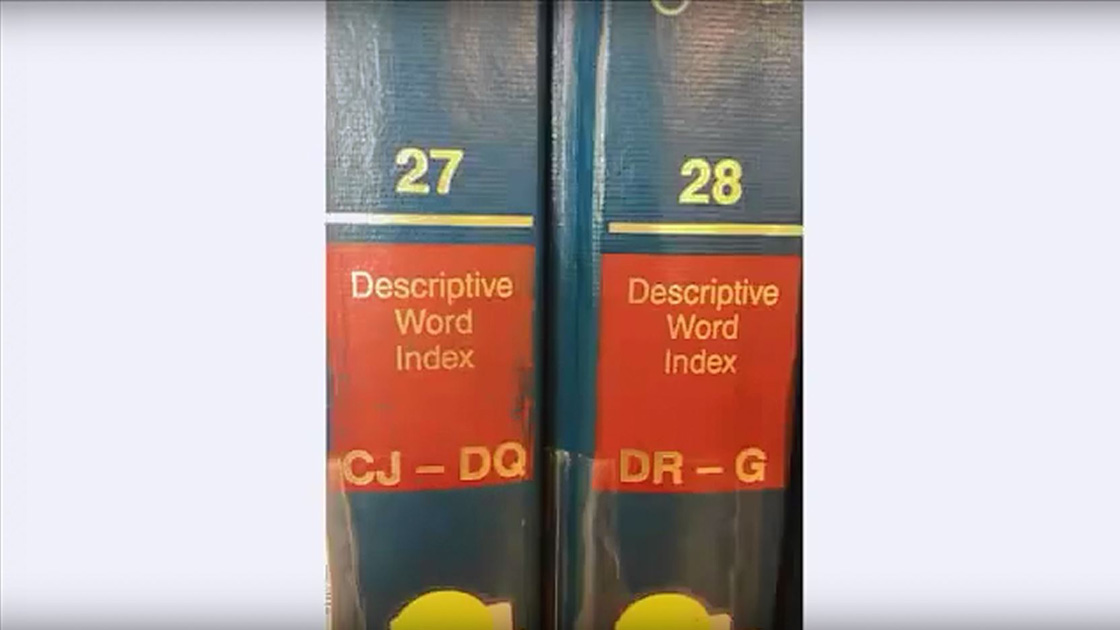 27
Descriptive
Word
Index
CJ – DQ
28
Descriptive
Word
Index
DR – G